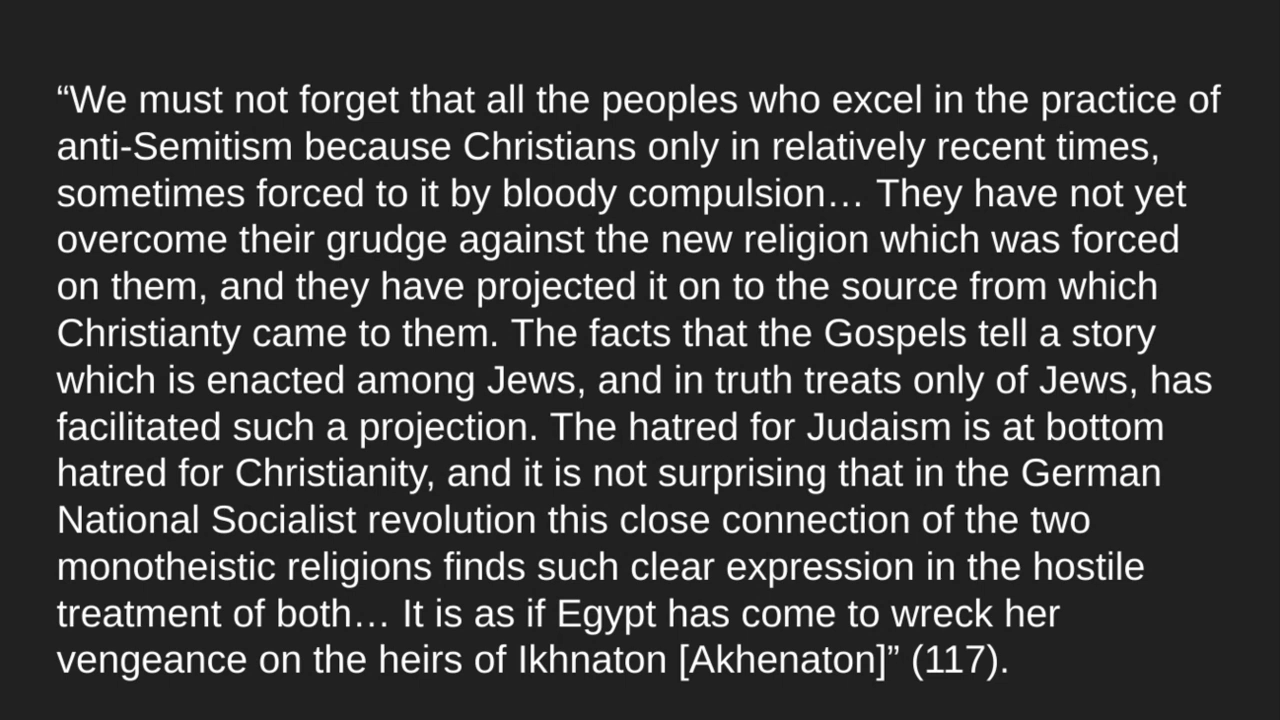 “We must not forget that all the peoples who excel in the practice of
anti-Semitism because Christians only in relatively recent times,
sometimes forced to it by bloody compulsion… They have not yet
overcome their grudge against the new religion which was forced
on them, and they have projected it on to the source from which
Christianty came to them. The facts that the Gospels tell a story
which is enacted among Jews, and in truth treats only of Jews, has
facilitated such a projection. The hatred for Judaism is at bottom
hatred for Christianity, and it is not surprising that in the German
National Socialist revolution this close connection of the two
monotheistic religions finds such clear expression in the hostile
treatment of both… It is as if Egypt has come to wreck her
vengeance on the heirs of Ikhnaton [Akhenaton]” (117).